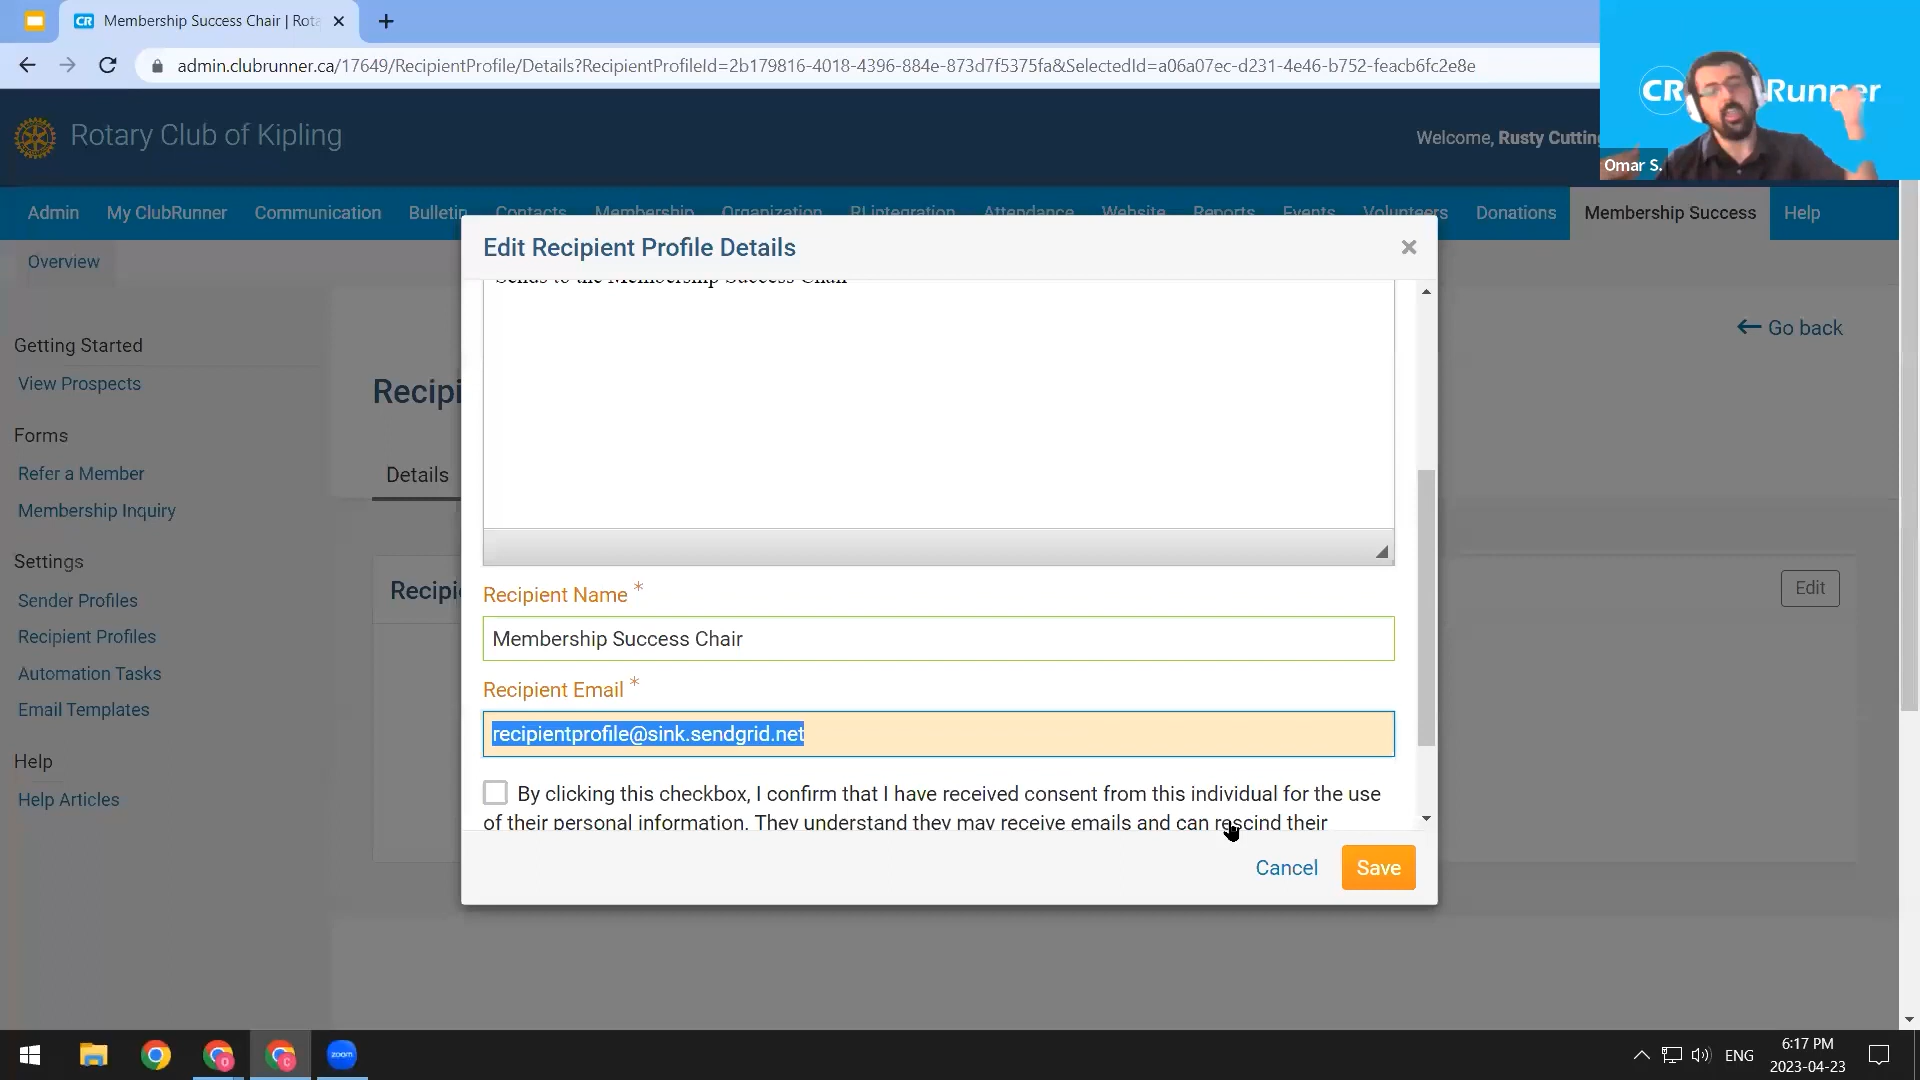 CR Membership Success Chair | Rota
admin.clubrunner.ca/17649/RecipientProfile/Details?RecipientProfileId=2b179816-4018-4396-884e-873d7f5375fa&SelectedId=a06a07ec-d231-4e46-b752-feacb6fc2e8e
CR Runner
Omar S.
Rotary Club of Kipling
Welcome, Rusty Cutting
Admin My ClubRunner Communication Bulletin Contacts Membership Organization RI Integration Attendance Website Reports Events Volunteers Donations Membership Success Help
Overview
Getting Started
View Prospects
Forms
Refer a Member
Membership Inquiry
Settings
Sender Profiles
Recipient Profiles
Automation Tasks
Email Templates
Help
Help Articles
Go back
Recipi
Details
Recipi
Edit
Edit Recipient Profile Details
×
Sends to the Membership Success Chair
Recipient Name *
Membership Success Chair
Recipient Email *
recipientprofile@sink.sendgrid.net
By clicking this checkbox, I confirm that I have received consent from this individual for the use
of their personal information. They understand they may receive emails and can rescind their
Cancel Save
zoom
ENG
6:17 PM
2023-04-23